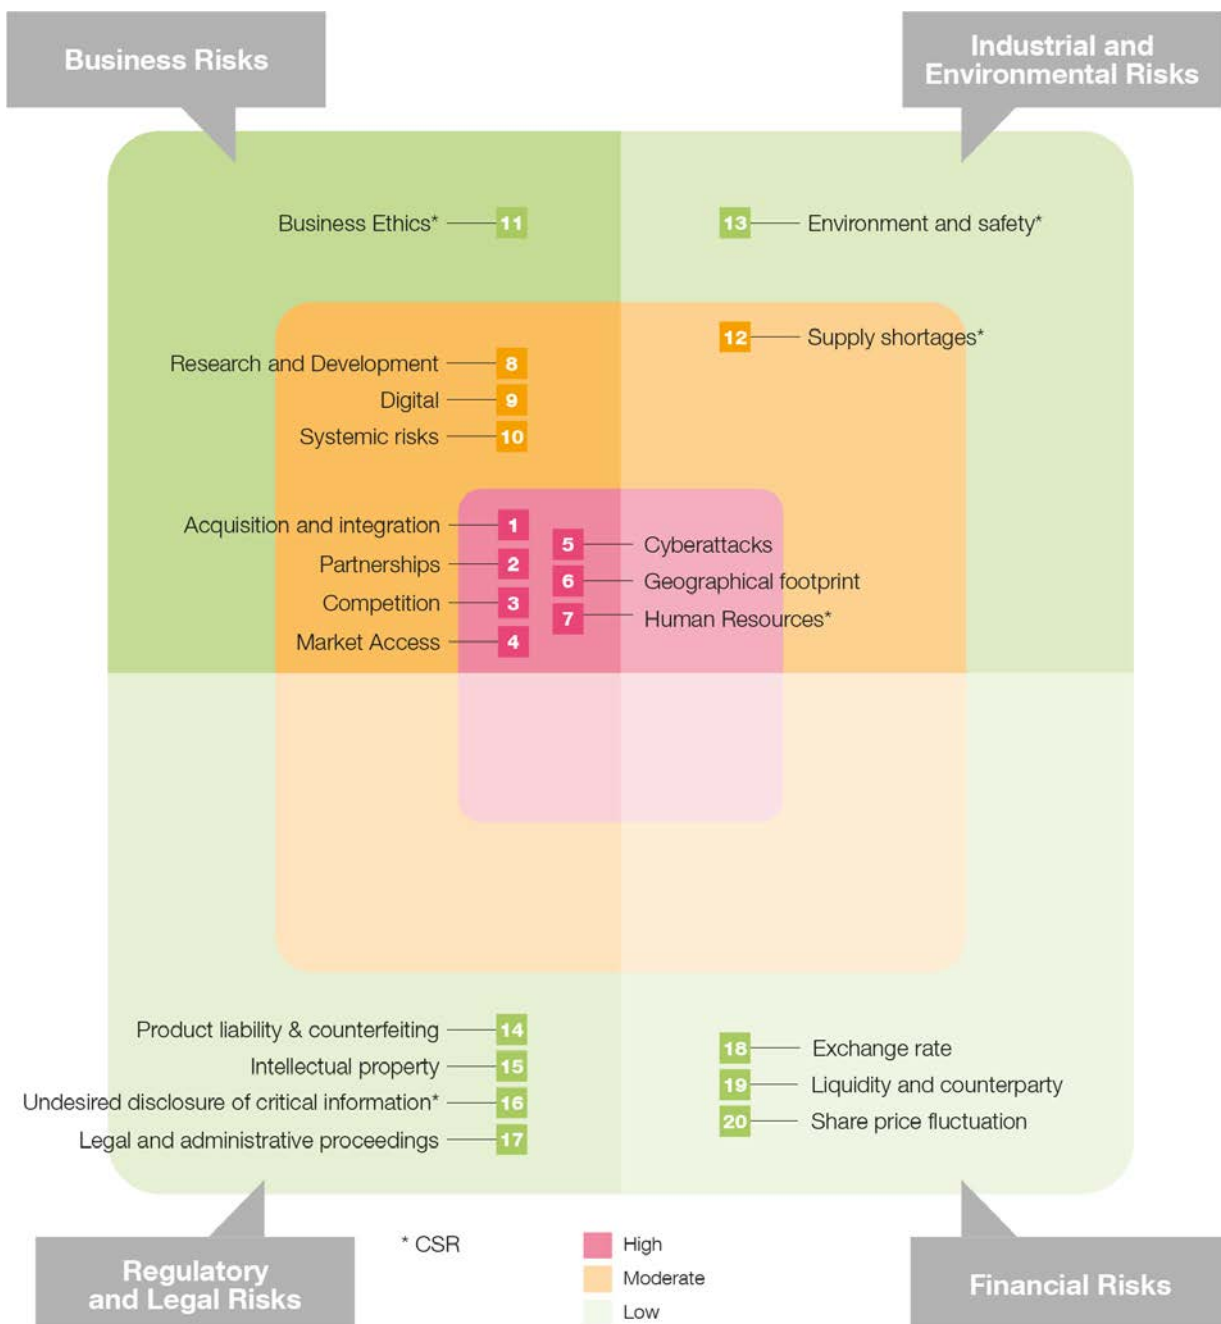 Business Risks
Industrial and
Environmental Risks
Business Ethics* 11
13 Environment and safety*
12 Supply shortages*
Research and Development 8
Digital 9
Systemic risks 10
Acquisition and integration 1
Partnerships 2
Competition 3
Market Access 4
5 Cyberattacks
6 Geographical footprint
7 Human Resources*
Product liability & counterfeiting 14
Intellectual property 15
Undesired disclosure of critical information* 16
Legal and administrative proceedings 17
18 Exchange rate
19 Liquidity and counterparty
20 Share price fluctuation
Regulatory
and Legal Risks
* CSR
High
Moderate
Low
Financial Risks